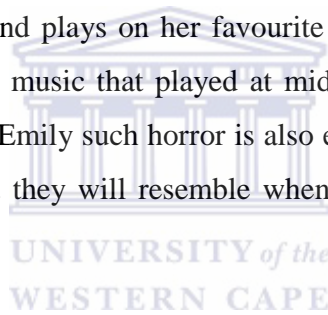 nd plays on her favourite
music that played at mid
Emily such horror is also e
they will resemble when
UNIVERSITY of the
WESTERN CAPE